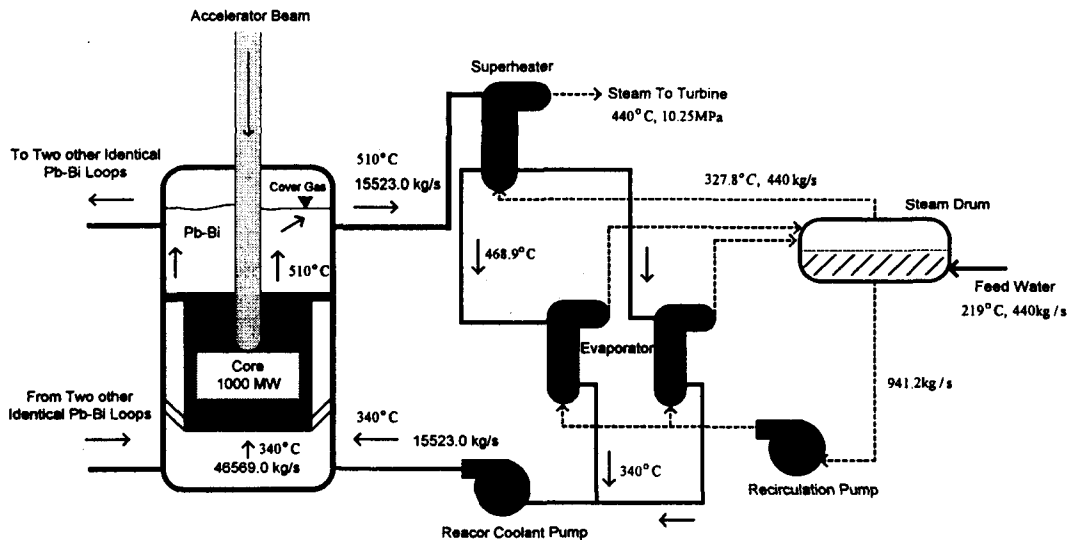 Accelerator Beam
Superheater
Steam To Turbine
440°C, 10.25MPa
To Two other Identical
Pb-Bi Loops
510°C
15523.0 kg/s
Cover Gas
327.8°C, 440kg/s
Steam Drum
Pb-Bi
468.9°C
510°C
Feed Water
219°C, 440kg/s
Evaporator
Core
1000 MW
941.2kg/s
From Two other
Identical Pb-Bi Loops
340°C
15523.0 kg/s
340°C
46569.0 kg/s
340°C
Recirculation Pump
Reacor Coolant Pump